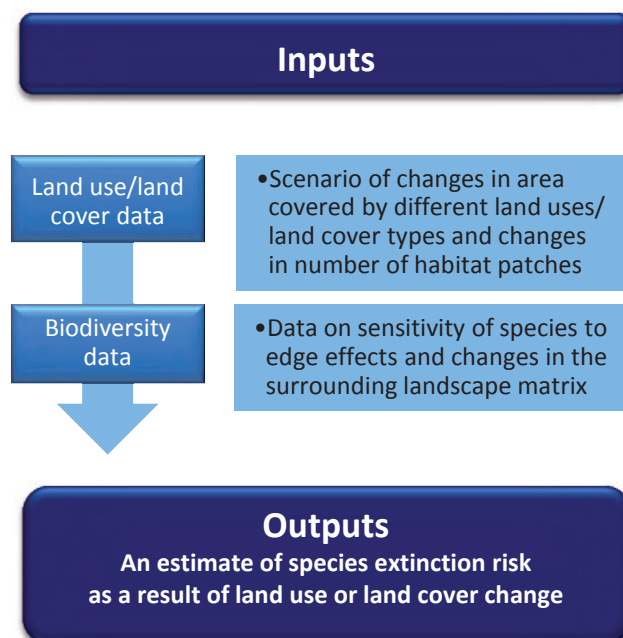 Inputs
Land use/land
cover data
•Scenario of changes in area
covered by different land uses/
land cover types and changes
in number of habitat patches
Biodiversity
data
•Data on sensitivity of species to
edge effects and changes in the
surrounding landscape matrix
Outputs
An estimate of species extinction risk
as a result of land use or land cover change